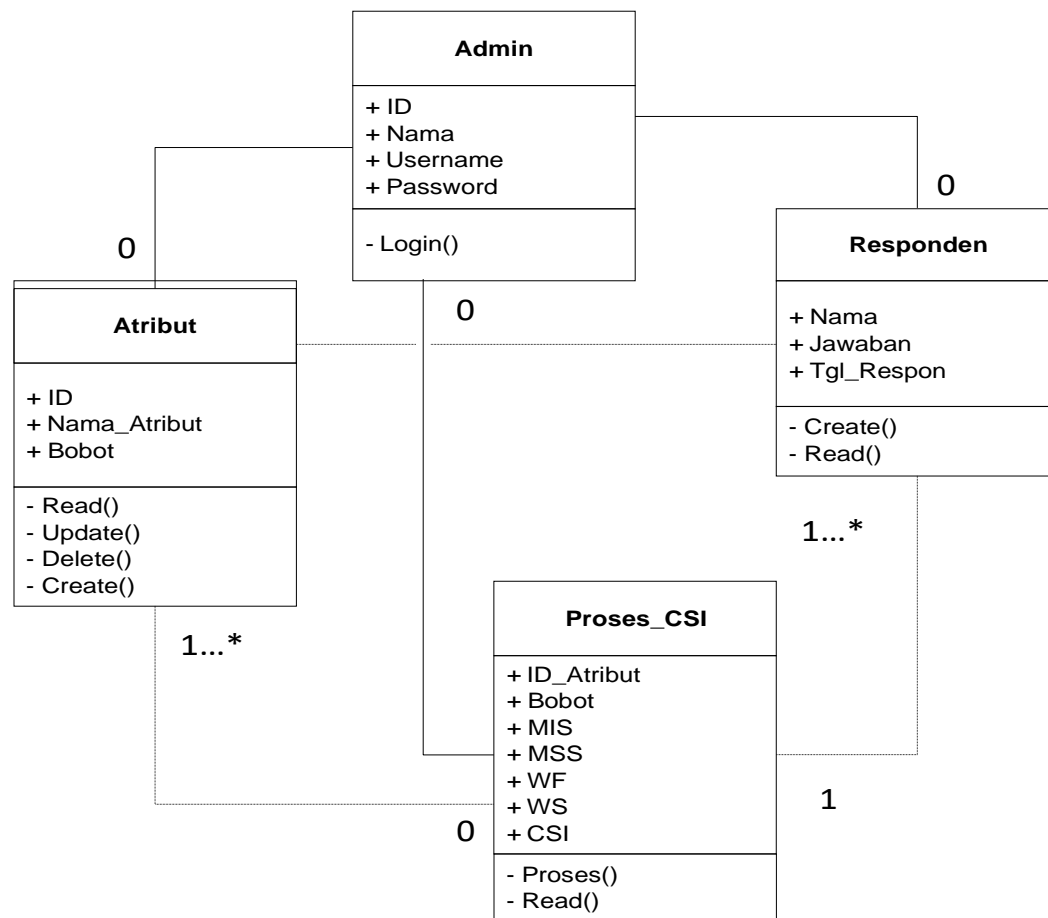 Admin
+ ID
+ Nama
+ Username
+ Password
- Login()
0
0
0
Responden
+ Nama
+ Jawaban
+ Tgl_Respon
- Create()
- Read()
1...*
Atribut
+ ID
+ Nama_Atribut
+ Bobot
- Read()
- Update()
- Delete()
- Create()
1...*
Proses_CSI
+ ID_Atribut
+ Bobot
+ MIS
+ MSS
+ WF
+ WS
+ CSI
- Proses()
- Read()
0
1